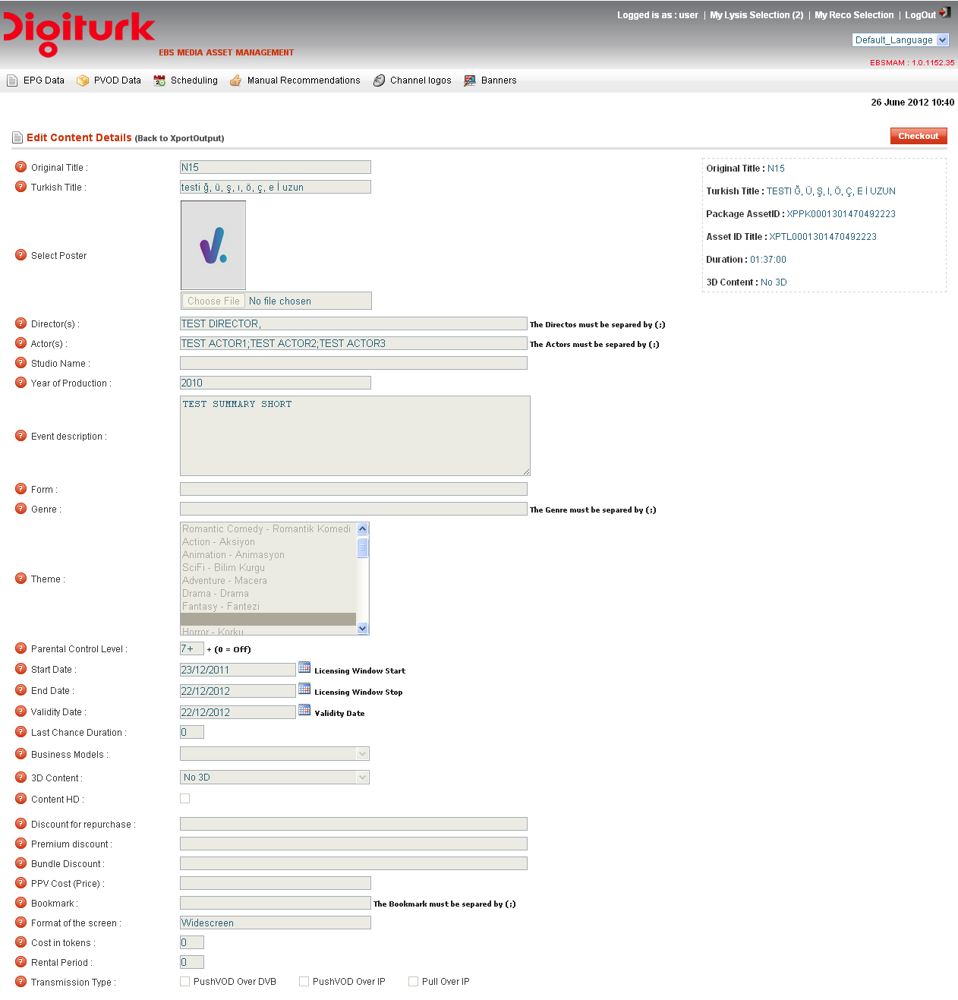 Digiturk
EBS MEDIA ASSET MANAGEMENT
Logged is as : user | My Lysis Selection (2) | My Reco Selection | LogOut
Default_Language
EBSMAM : 1.0.1152.35
EPG Data PVOD Data Scheduling Manual Recommendations Channel logos Banners
26 June 2012 10:40
Edit Content Details (Back to XportOutput)
Checkout
Original Title : N15
Turkish Title : testi ğ, ü, ş, ı, ö, ç, e İ uzun
Select Poster
Choose File No file chosen
Original Title : N15
Turkish Title : TESTI Ğ, Ü, Ş, I, Ö, Ç, E İ UZUN
Package AssetID : XPPK0001301470492223
Asset ID Title : XPTL0001301470492223
Duration : 01:37:00
3D Content : No 3D
Director(s) : TEST DIRECTOR, The Directos must be separed by (;)
Actor(s) : TEST ACTOR1;TEST ACTOR2;TEST ACTOR3 The Actors must be separed by (;)
Studio Name :
Year of Production : 2010
Event description : TEST SUMMARY SHORT
Form :
Genre : The Genre must be separed by (;)
Theme :
Romantic Comedy - Romantik Komedi
Action - Aksiyon
Animation - Animasyon
SciFi - Bilim Kurgu
Adventure - Macera
Drama - Drama
Fantasy - Fantezi
Horror - Korku
Parental Control Level : 7+ + (0 = Off)
Start Date : 23/12/2011 Licensing Window Start
End Date : 22/12/2012 Licensing Window Stop
Validity Date : 22/12/2012 Validity Date
Last Chance Duration : 0
Business Models :
3D Content : No 3D
Content HD :
Discount for repurchase :
Premium discount :
Bundle Discount :
PPV Cost (Price) :
Bookmark : The Bookmark must be separed by (;)
Format of the screen : Widescreen
Cost in tokens : 0
Rental Period : 0
Transmission Type : PushVOD Over DVB PushVOD Over IP Pull Over IP